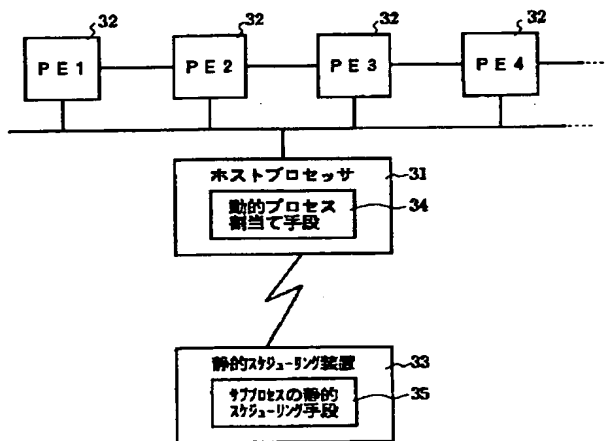 32 32 32 32
PE1 PE2 PE3 PE4
ホストプロセッサ 31
動的プロセス 34
割当て手段
静的スケジューリング装置 33
サブプロセスの静的 35
スケジューリング手段